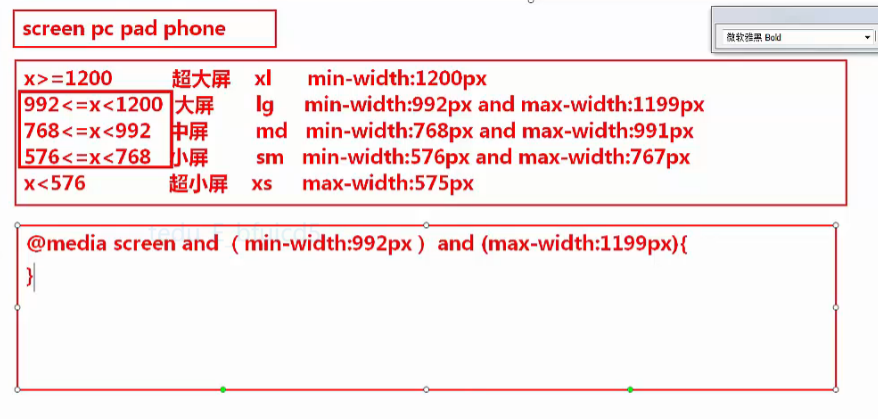 screen pc pad phone
微软雅黑 Bold
x>=1200 超大屏 xl min-width:1200px
992<=x<1200 大屏 lg min-width:992px and max-width:1199px
768<=x<992 中屏 md min-width:768px and max-width:991px
576<=x<768 小屏 sm min-width:576px and max-width:767px
x<576 超小屏 xs max-width:575px
@media screen and（min-width:992px） and (max-width:1199px){
}